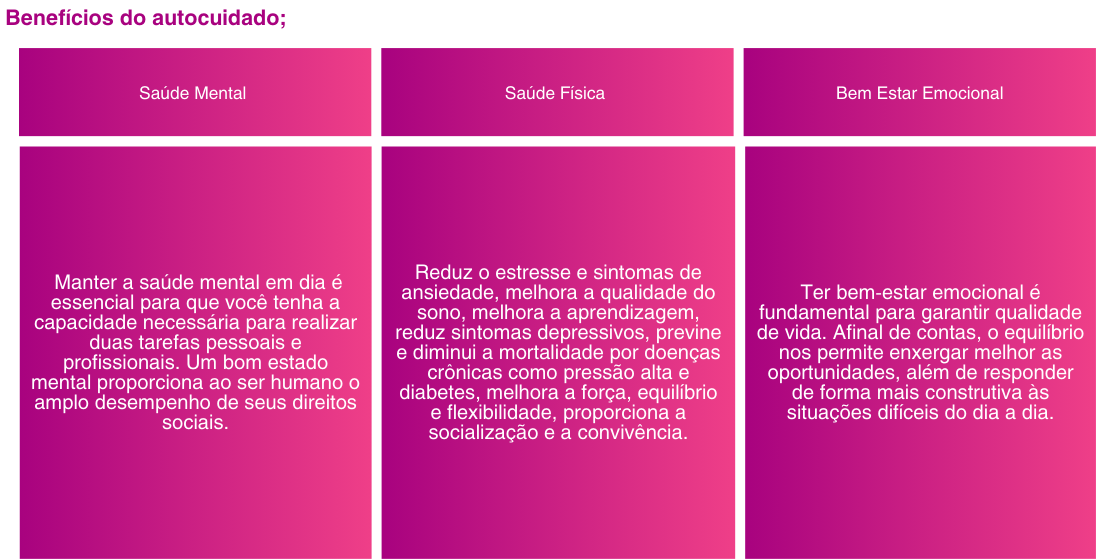 Benefícios do autocuidado;
Saúde Mental
Saúde Física
Bem Estar Emocional
Manter a saúde mental em dia é
essencial para que você tenha a
capacidade necessária para realizar
duas tarefas pessoais e
profissionais. Um bom estado
mental proporciona ao ser humano o
amplo desempenho de seus direitos
sociais.
Reduz o estresse e sintomas de
ansiedade, melhora a qualidade do
sono, melhora a aprendizagem,
reduz sintomas depressivos, previne
e diminui a mortalidade por doenças
crônicas como pressão alta e
diabetes, melhora a força, equilíbrio
e flexibilidade, proporciona a
socialização e a convivência.
Ter bem-estar emocional é
fundamental para garantir qualidade
de vida. Afinal de contas, o equilíbrio
nos permite enxergar melhor as
oportunidades, além de responder
de forma mais construtiva às
situações difíceis do dia a dia.